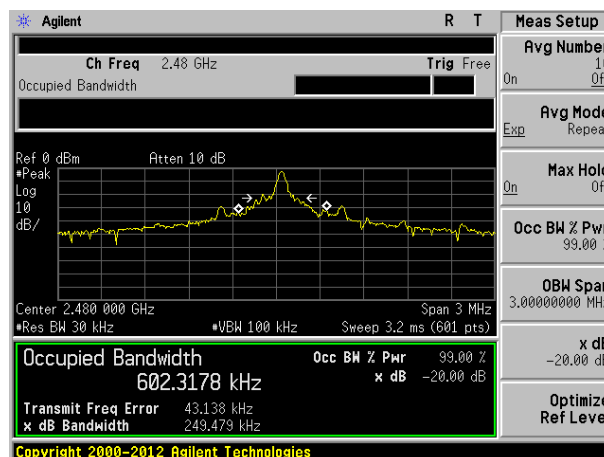 Agilent R T
Ch Freq 2.48 GHz Trig Free
Occupied Bandwidth
Ref 0 dBm Atten 10 dB
#Peak
Log
10
dB/
Center 2.480 000 GHz Span 3 MHz
#Res BW 30 kHz #VBW 100 kHz Sweep 3.2 ms (601 pts)
Occupied Bandwidth Occ BW % Pwr 99.00 %
602.3178 kHz x dB -20.00 dB
Transmit Freq Error 43.138 kHz
x dB Bandwidth 249.479 kHz
Copyright 2000-2012 Agilent Technologies
Meas Setup
Avg Number
On
Avg Mode
Exp Repea
Max Hold
On
Occ BW % Pwr
99.00
OBW Span
3.00000000 MH
x dB
-20.00 dB
Optimize
Ref Leve